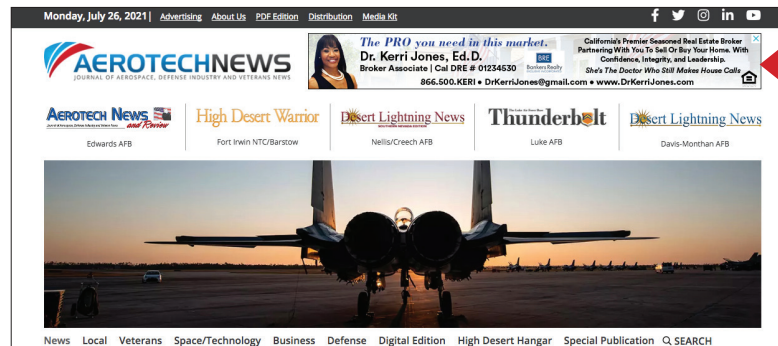 Monday, July 26, 2021 | Advertising About Us PDF Edition Distribution Media Kit
AEROTECHNEWS
JOURNAL OF AEROSPACE, DEFENSE INDUSTRY AND VETERANS NEWS
The PRO you need in this market.
Dr. Kerri Jones, Ed.D.
Broker Associate | Cal DRE # 01234530
BRE
Bankers Realty
California's Premier Seasoned Real Estate Broker
Partnering With You To Sell Or Buy Your Home. With
Confidence, Integrity, and Leadership.
She's The Doctor Who Still Makes House Calls
866.500.KERI • DrKerriJones@gmail.com • www.DrKerriJones.com
AEROTECH NEWS
and Review
Edwards AFB
High Desert Warrior
Fort Irwin NTC/Barstow
Desert Lightning News
Nellis/Creech AFB
Thunderbolt
Luke AFB
Desert Lightning News
Davis-Monthan AFB
News Local Veterans Space/Technology Business Defense Digital Edition High Desert Hangar Special Publication SEARCH